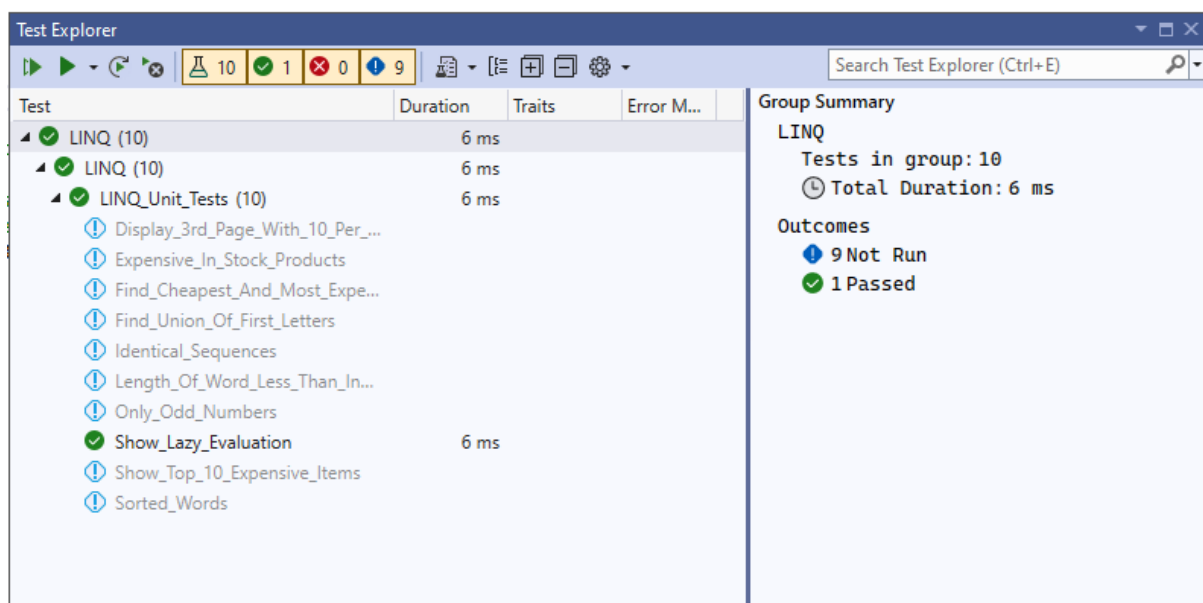 Test Explorer
10 1 0 9 Search Test Explorer (Ctrl+E)
Test Duration Traits Error M...
LINQ (10) 6 ms
LINQ (10) 6 ms
LINQ_Unit_Tests (10) 6 ms
Display_3rd_Page_With_10_Per_...
Expensive_In_Stock_Products
Find_Cheapest_And_Most_Expe...
Find_Union_Of_First_Letters
Identical_Sequences
Length_Of_Word_Less_Than_In...
Only_Odd_Numbers
Show_Lazy_Evaluation 6 ms
Show_Top_10_Expensive_Items
Sorted_Words
Group Summary
LINQ
Tests in group: 10
Total Duration: 6 ms
Outcomes
9 Not Run
1 Passed